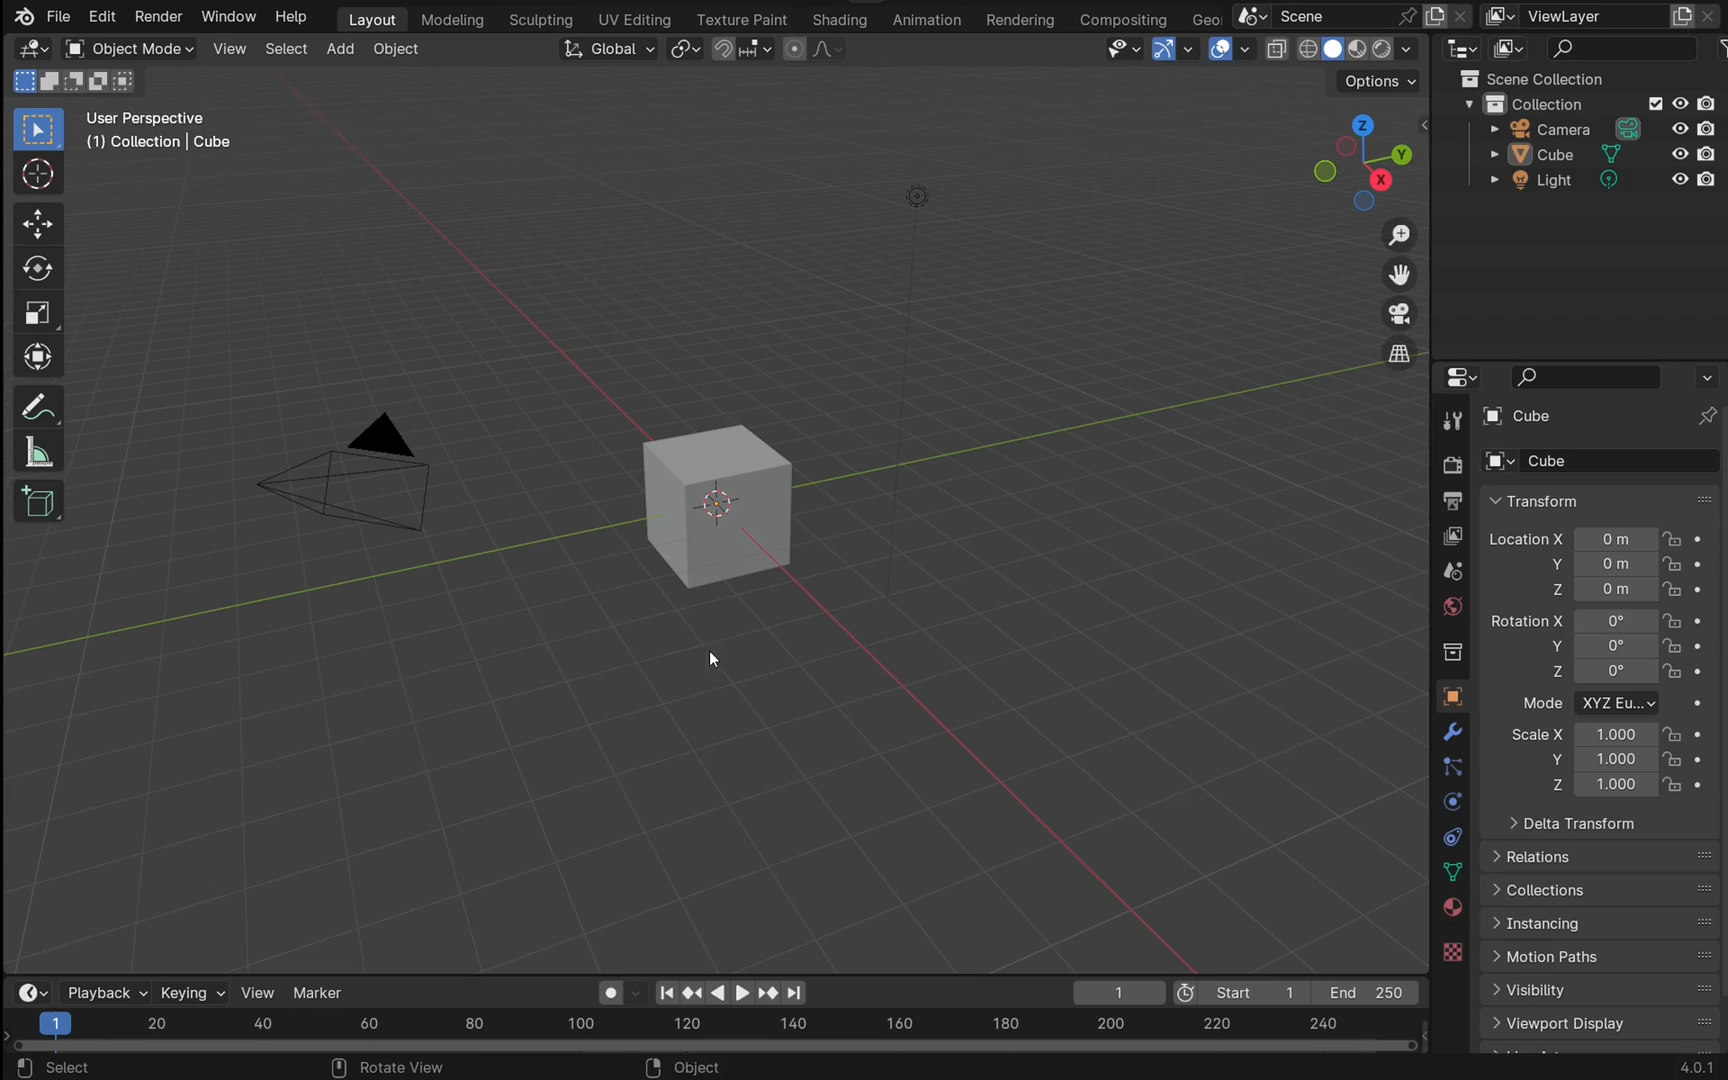 File Edit Render Window Help Layout Modeling Sculpting UV Editing Texture Paint Shading Animation Rendering Compositing Geo Scene ViewLayer
Object Mode View Select Add Object Global
Options
User Perspective
(1) Collection | Cube
Z
Y
X
Scene Collection
Collection
Camera
Cube
Light
Cube
Cube
Transform
Location X 0 m
Y 0 m
Z 0 m
Rotation X 0°
Y 0°
Z 0°
Mode XYZ Eu...
Scale X 1.000
Y 1.000
Z 1.000
Delta Transform
Relations
Collections
Instancing
Motion Paths
Visibility
Viewport Display
Playback Keying View Marker 1 Start 1 End 250
1 20 40 60 80 100 120 140 160 180 200 220 240
Select Rotate View Object 4.0.1